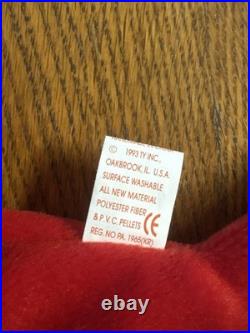 © 1993 TY INC.,
OAKBROOK, IL. U.S.A.
SURFACE WASHABLE
ALL NEW MATERIAL
POLYESTER FIBER
& P.V.C. PELLETS CE
REG. NO PA. 1965(KR)